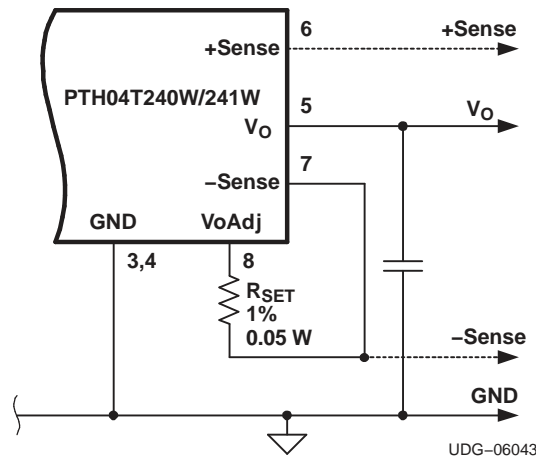 6
+Sense
+Sense
PTH04T240W/241W
5
VO
VO
7
–Sense
GND
VoAdj
3,4
8
RSET
1%
0.05 W
–Sense
GND
UDG–06043